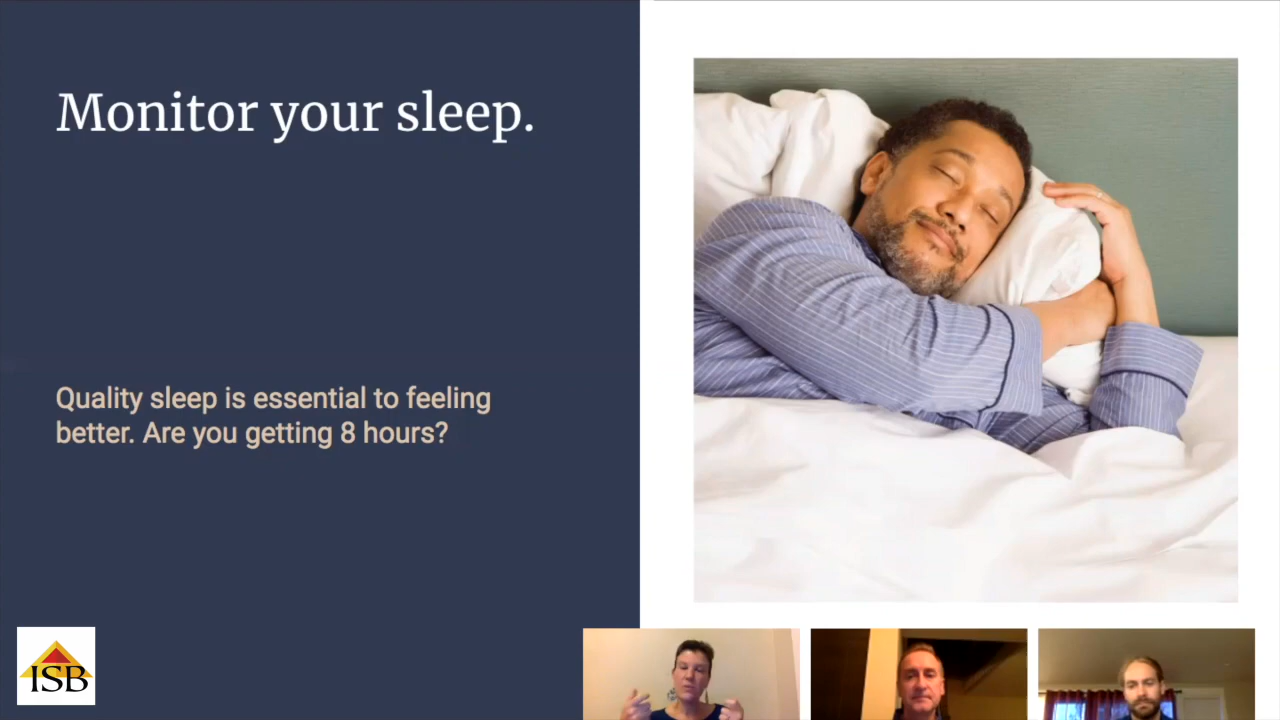 Monitor your sleep.
Quality sleep is essential to feeling
better. Are you getting 8 hours?
ISB